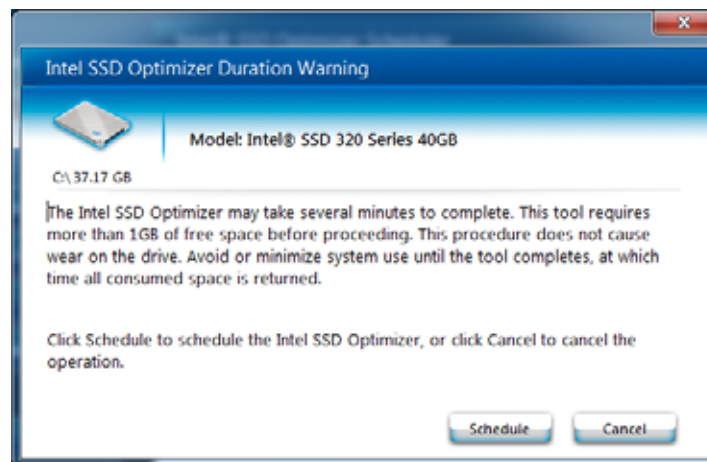 Intel SSD Optimizer Duration Warning
Model: Intel® SSD 320 Series 40GB
C:\ 37.17 GB
The Intel SSD Optimizer may take several minutes to complete. This tool requires
more than 1GB of free space before proceeding. This procedure does not cause
wear on the drive. Avoid or minimize system use until the tool completes, at which
time all consumed space is returned.
Click Schedule to schedule the Intel SSD Optimizer, or click Cancel to cancel the
operation.
Schedule Cancel